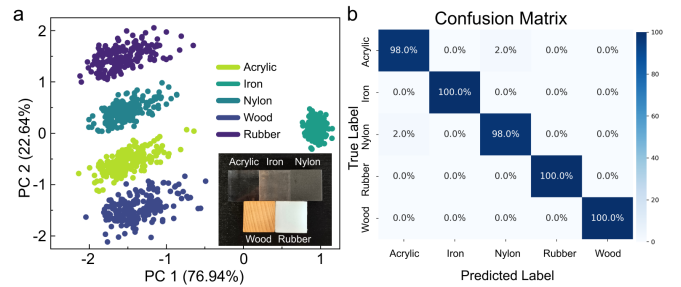 a
2
1
0
-1
-2
PC 2 (22.64%)
-2
-1
0
1
PC 1 (76.94%)
Acrylic
Iron
Nylon
Wood
Rubber
Acrylic Iron Nylon
Wood Rubber
b
Confusion Matrix
True Label
Acrylic 98.0% 0.0% 2.0% 0.0% 0.0%
Iron 0.0% 100.0% 0.0% 0.0% 0.0%
Nylon 2.0% 0.0% 98.0% 0.0% 0.0%
Rubber 0.0% 0.0% 0.0% 100.0% 0.0%
Wood 0.0% 0.0% 0.0% 0.0% 100.0%
Acrylic Iron Nylon Rubber Wood
Predicted Label
100
80
60
40
20
0